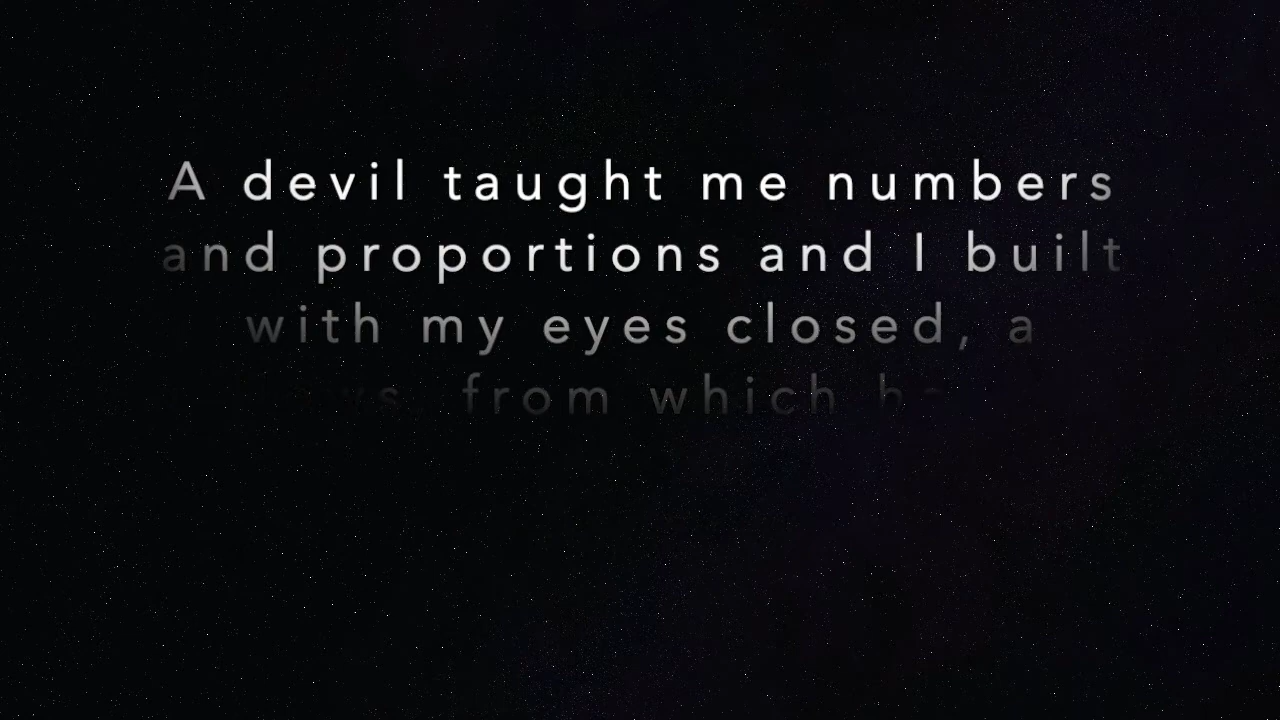 A devil taught me numbers
and proportions and I built
with my eyes closed, a
from which